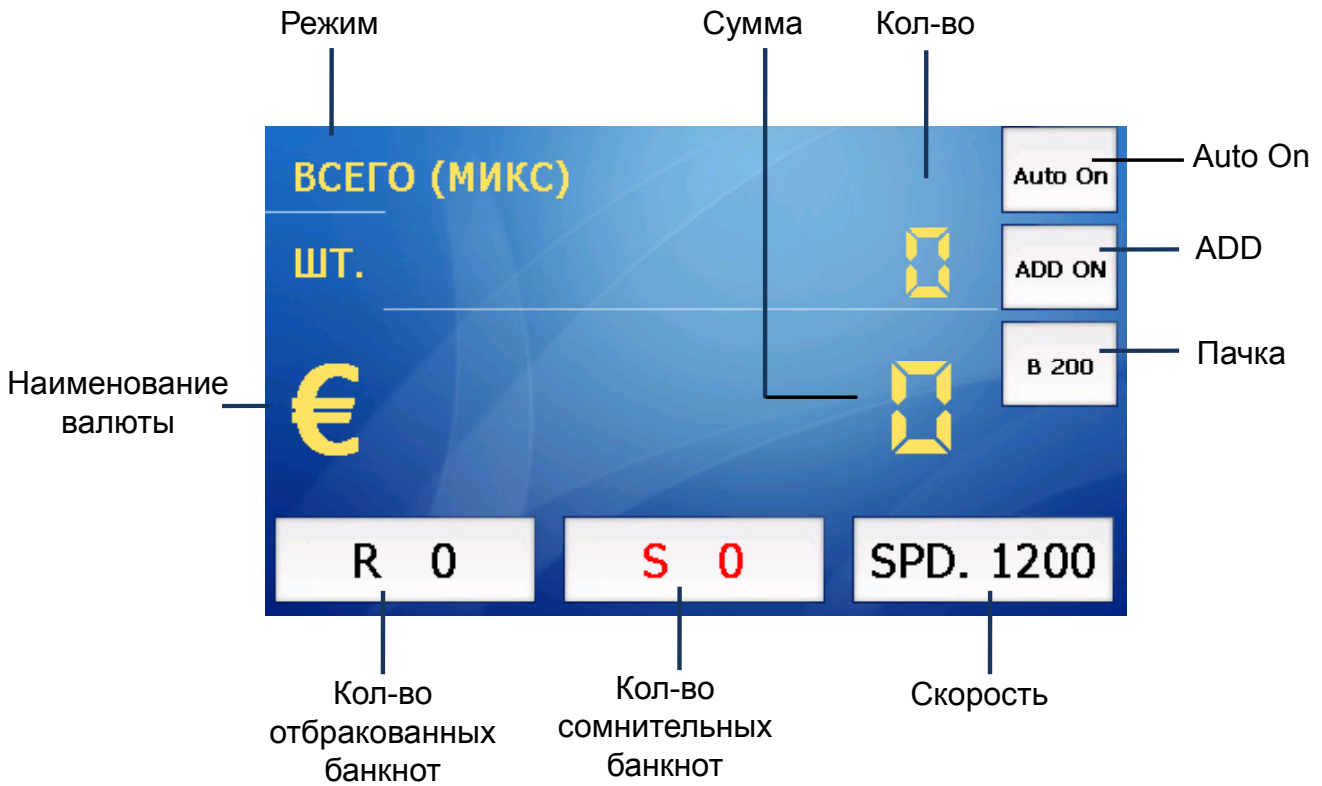 Режим
Сумма
Кол-во
ВСЕГО (МИКС)
Auto On
Auto On
ШТ.
0
ADD ON
ADD
B 200
Пачка
Наименование
валюты
€
0
R 0
S 0
SPD. 1200
Кол-во
отбракованных
банкнот
Кол-во
сомнительных
банкнот
Скорость